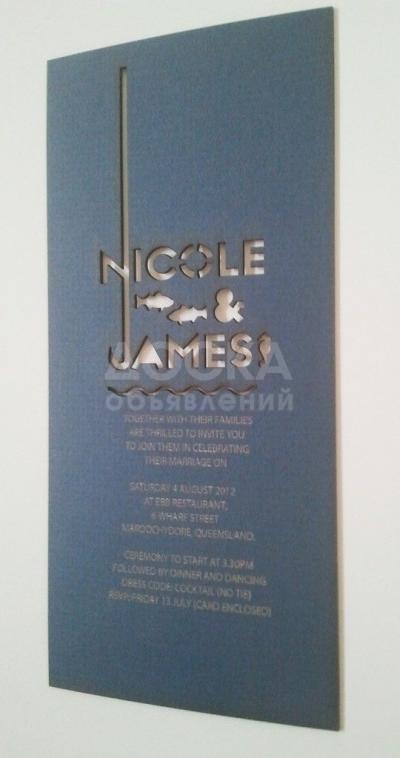 NICOLE
&
JAMES
ДОСКА
объявлений
TOGETHER WITH THEIR FAMILIES
ARE THRILLED TO INVITE YOU
TO JOIN THEM IN CELEBRATING
THEIR MARRIAGE ON
SATURDAY 4 AUGUST 2012
AT EBB RESTAURANT,
6 WHARF STREET
MAROOCHYDORE, QUEENSLAND.
CEREMONY TO START AT 3.30PM
FOLLOWED BY DINNER AND DANCING
DRESS CODE: COCKTAIL (NO TIE)
RSVP: FRIDAY 13 JULY (CARD ENCLOSED)